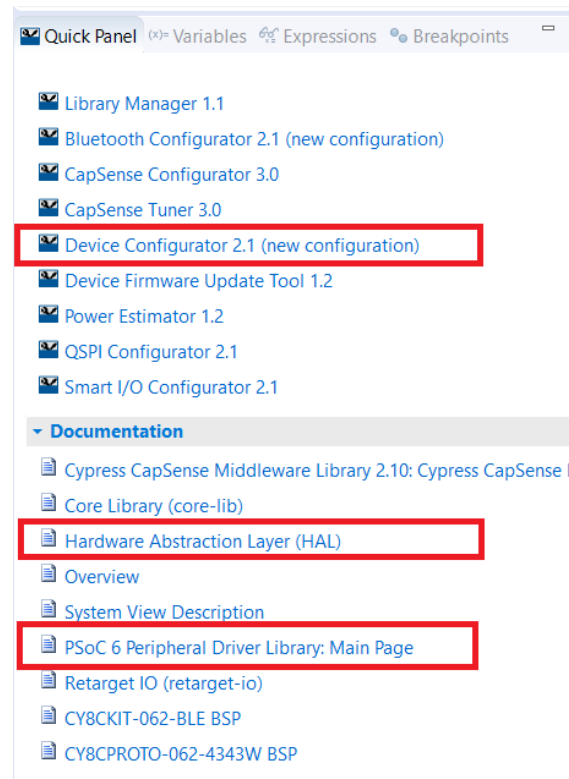 Quick Panel (x)= Variables Expressions Breakpoints
Library Manager 1.1
Bluetooth Configurator 2.1 (new configuration)
CapSense Configurator 3.0
CapSense Tuner 3.0
Device Configurator 2.1 (new configuration)
Device Firmware Update Tool 1.2
Power Estimator 1.2
QSPI Configurator 2.1
Smart I/O Configurator 2.1
Documentation
Cypress CapSense Middleware Library 2.10: Cypress CapSense
Core Library (core-lib)
Hardware Abstraction Layer (HAL)
Overview
System View Description
PSoC 6 Peripheral Driver Library: Main Page
Retarget IO (retarget-io)
CY8CKIT-062-BLE BSP
CY8CPROTO-062-4343W BSP